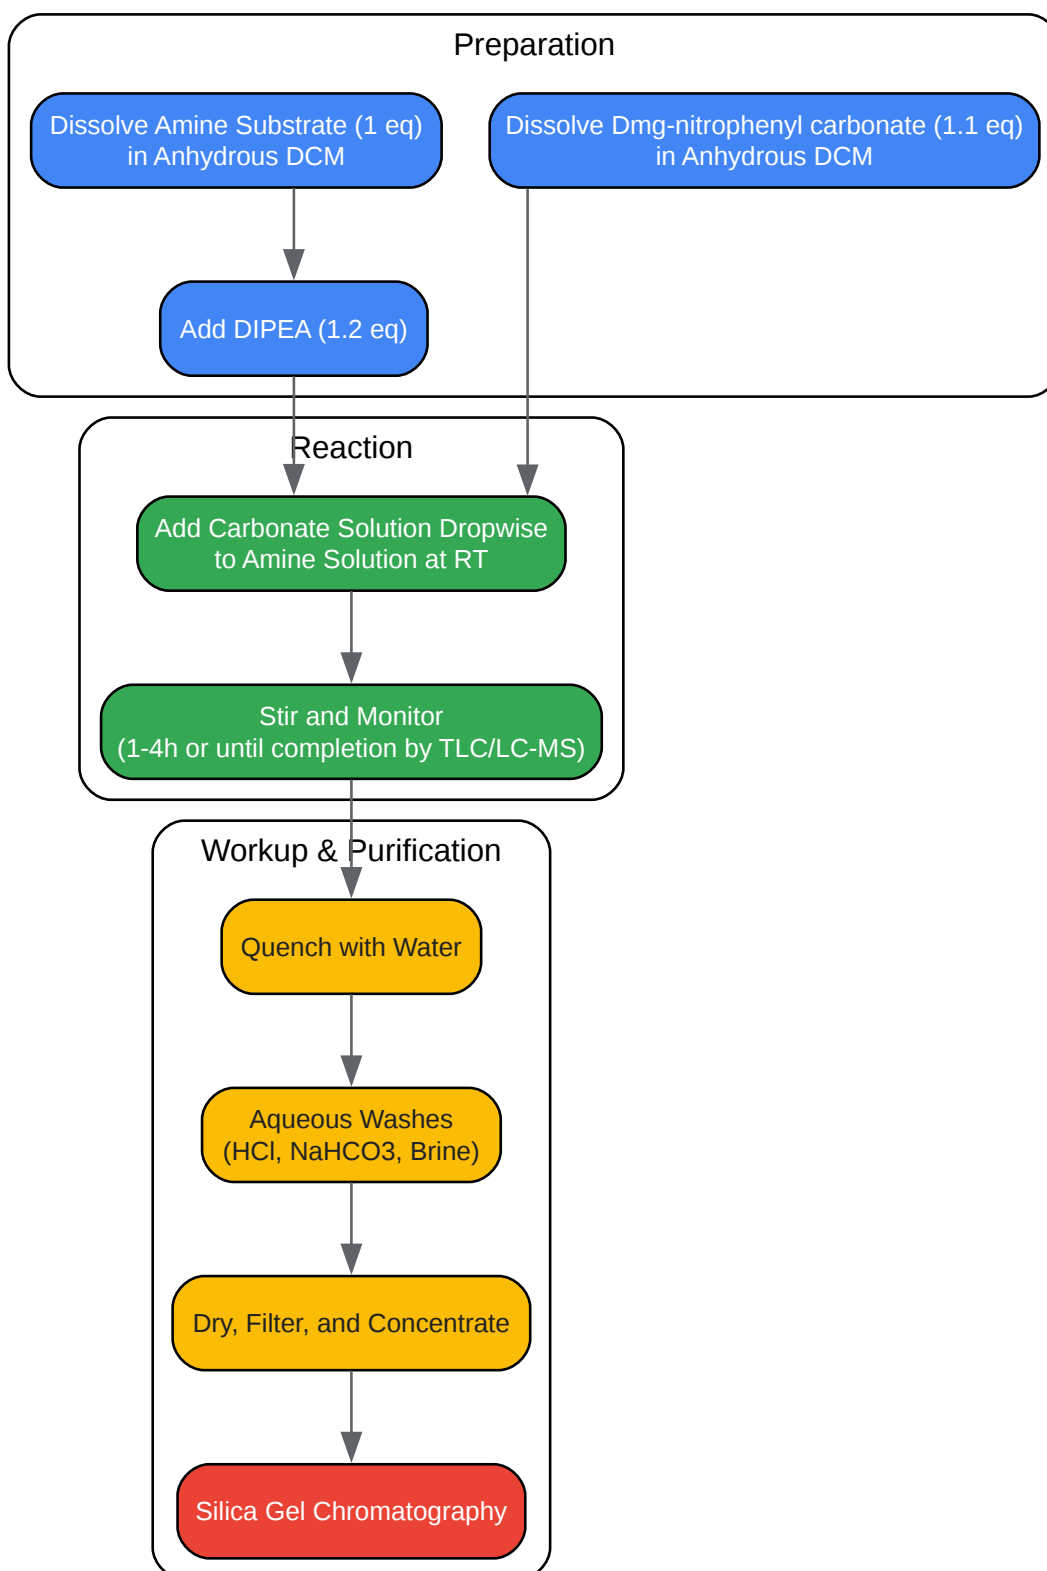 Preparation
Dissolve Amine Substrate (1 eq)
in Anhydrous DCM
Dissolve Dmg-nitrophenyl carbonate (1.1 eq)
in Anhydrous DCM
Add DIPEA (1.2 eq)
Reaction
Add Carbonate Solution Dropwise
to Amine Solution at RT
Stir and Monitor
(1-4h or until completion by TLC/LC-MS)
Workup & Purification
Quench with Water
Aqueous Washes
(HCl, NaHCO3, Brine)
Dry, Filter, and Concentrate
Silica Gel Chromatography